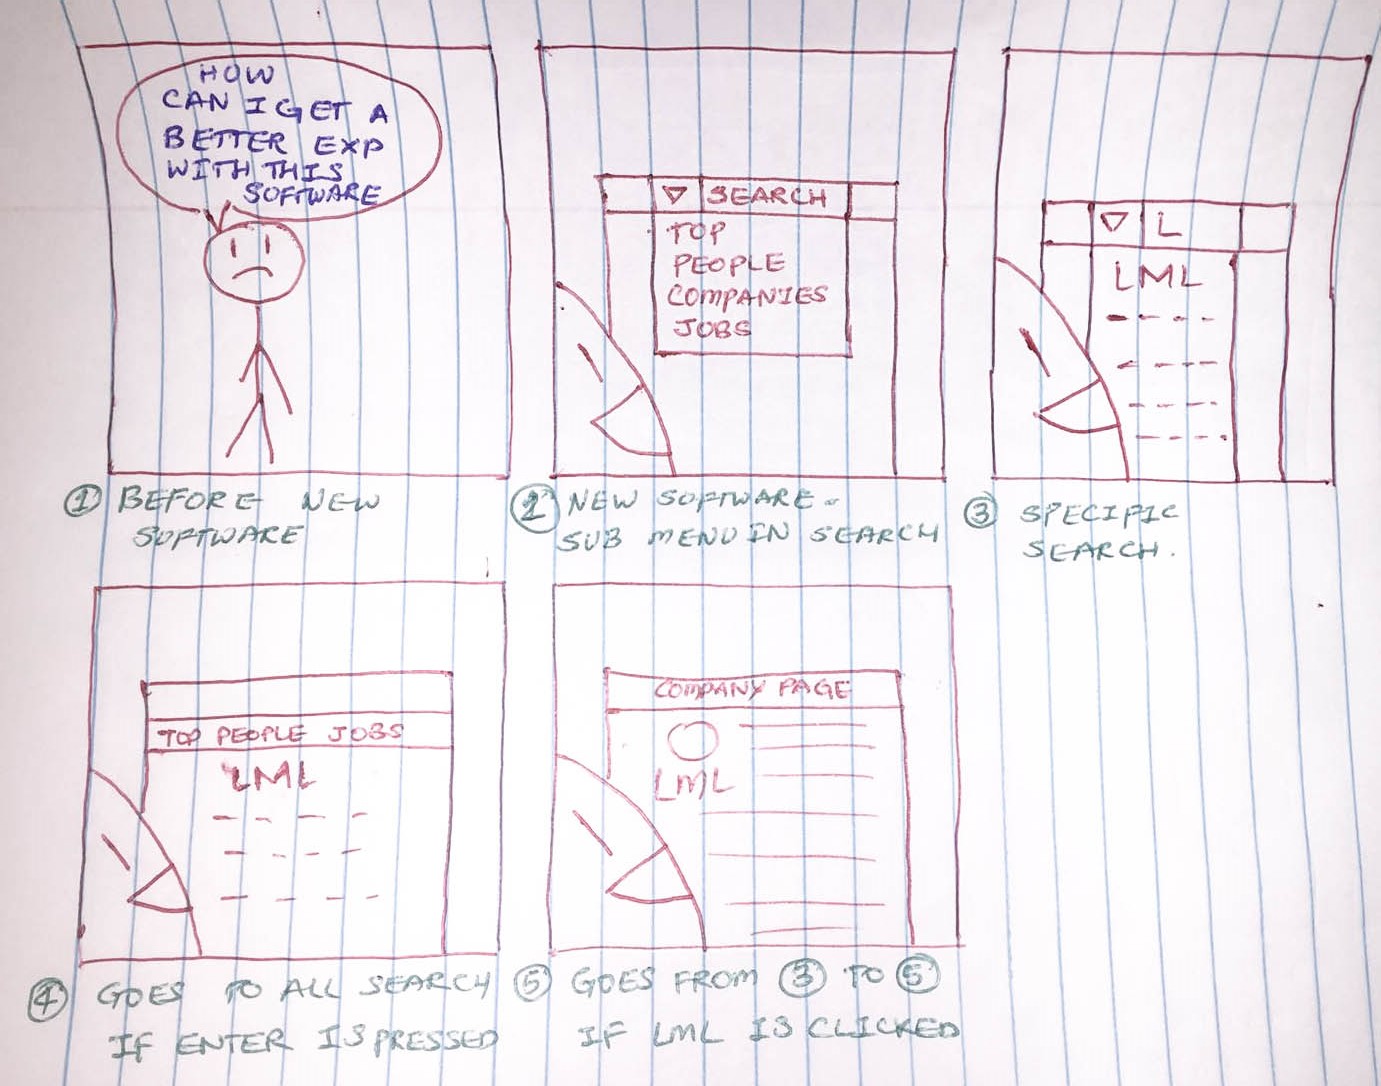 HOW
CAN I GET A
BETTER EXP
WITH THIS
SOFTWARE
1 BEFORE NEW
SOFTWARE
SEARCH
TOP
PEOPLE
COMPANIES
JOBS
2 NEW SOFTWARE -
SUB MENU IN SEARCH
L
LML
3 SPECIFIC
SEARCH.
TOP PEOPLE JOBS
LML
4 GOES TO ALL SEARCH
IF ENTER IS PRESSED
COMPANY PAGE
LML
5 GOES FROM 3 TO 5
IF LML IS CLICKED